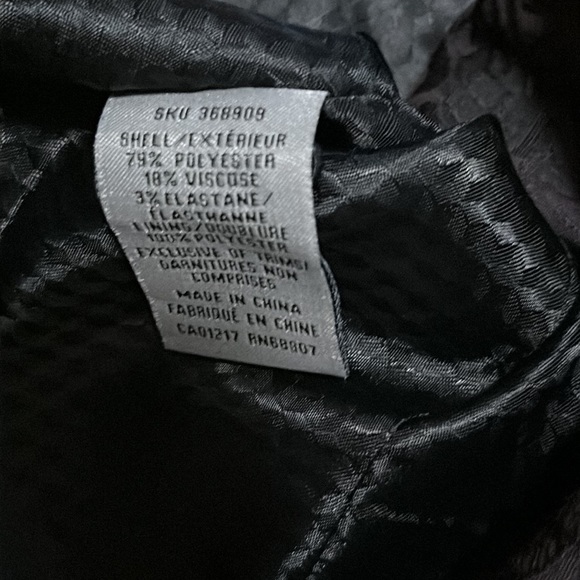 SKU 368909
SHELL/EXTÉRIEUR
79% POLYESTER
18% VISCOSE
3% ELASTANE/
ÉLASTHANNE
LINING/DOUBLURE
100% POLYESTER
EXCLUSIVE OF TRIMS/
GARNITURES NON
COMPRISES
MADE IN CHINA
FABRIQUÉ EN CHINE
CA01217 RN68807